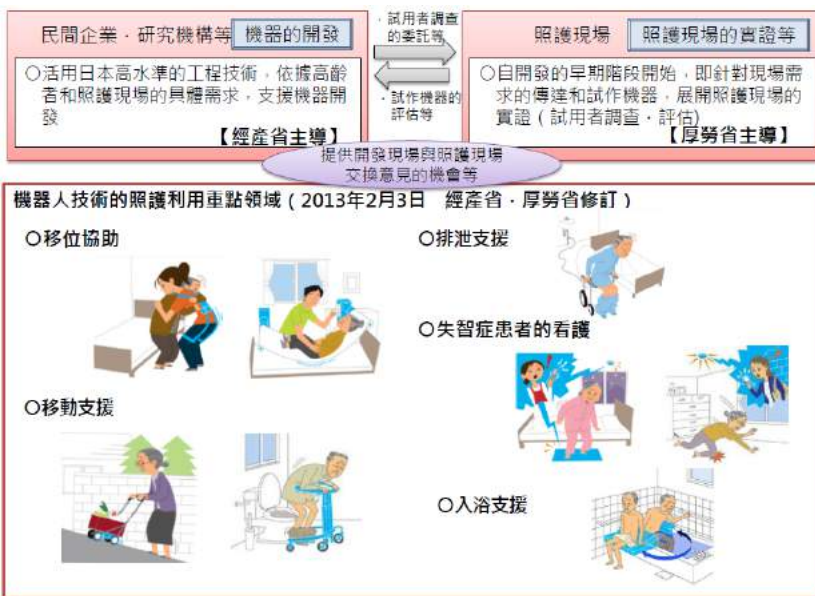 民間企業・研究機構等 機器的開發
○活用日本高水準的工程技術，依據高齡
者和照護現場的具體需求，支援機器開
發
【經產省主導】
・試用者調查
的委託等
・試作機器的
評估等
照護現場 照護現場的實證等
○自開發的早期階段開始，即針對現場需
求的傳達和試作機器，展開照護現場的
實證（試用者調查・評估）
【厚勞省主導】
提供開發現場與照護現場
交換意見的機會等
機器人技術的照護利用重點領域（2013年2月3日 經產省・厚勞省修訂）
○移位協助
○排泄支援
○失智症患者的看護
○移動支援
○入浴支援